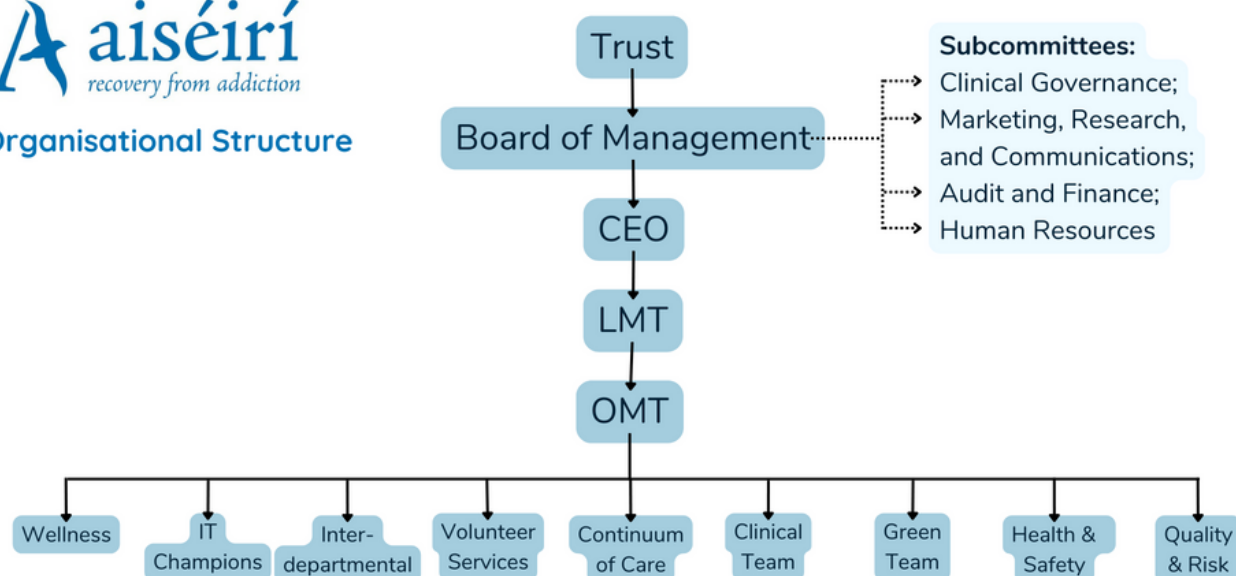 aiséirí
recovery from addiction
Organisational Structure
Trust
Board of Management
CEO
LMT
OMT
Subcommittees:
Clinical Governance;
Marketing, Research,
and Communications;
Audit and Finance;
Human Resources
Wellness
IT
Champions
Inter-
departmental
Volunteer
Services
Continuum
of Care
Clinical
Team
Green
Team
Health &
Safety
Quality
& Risk